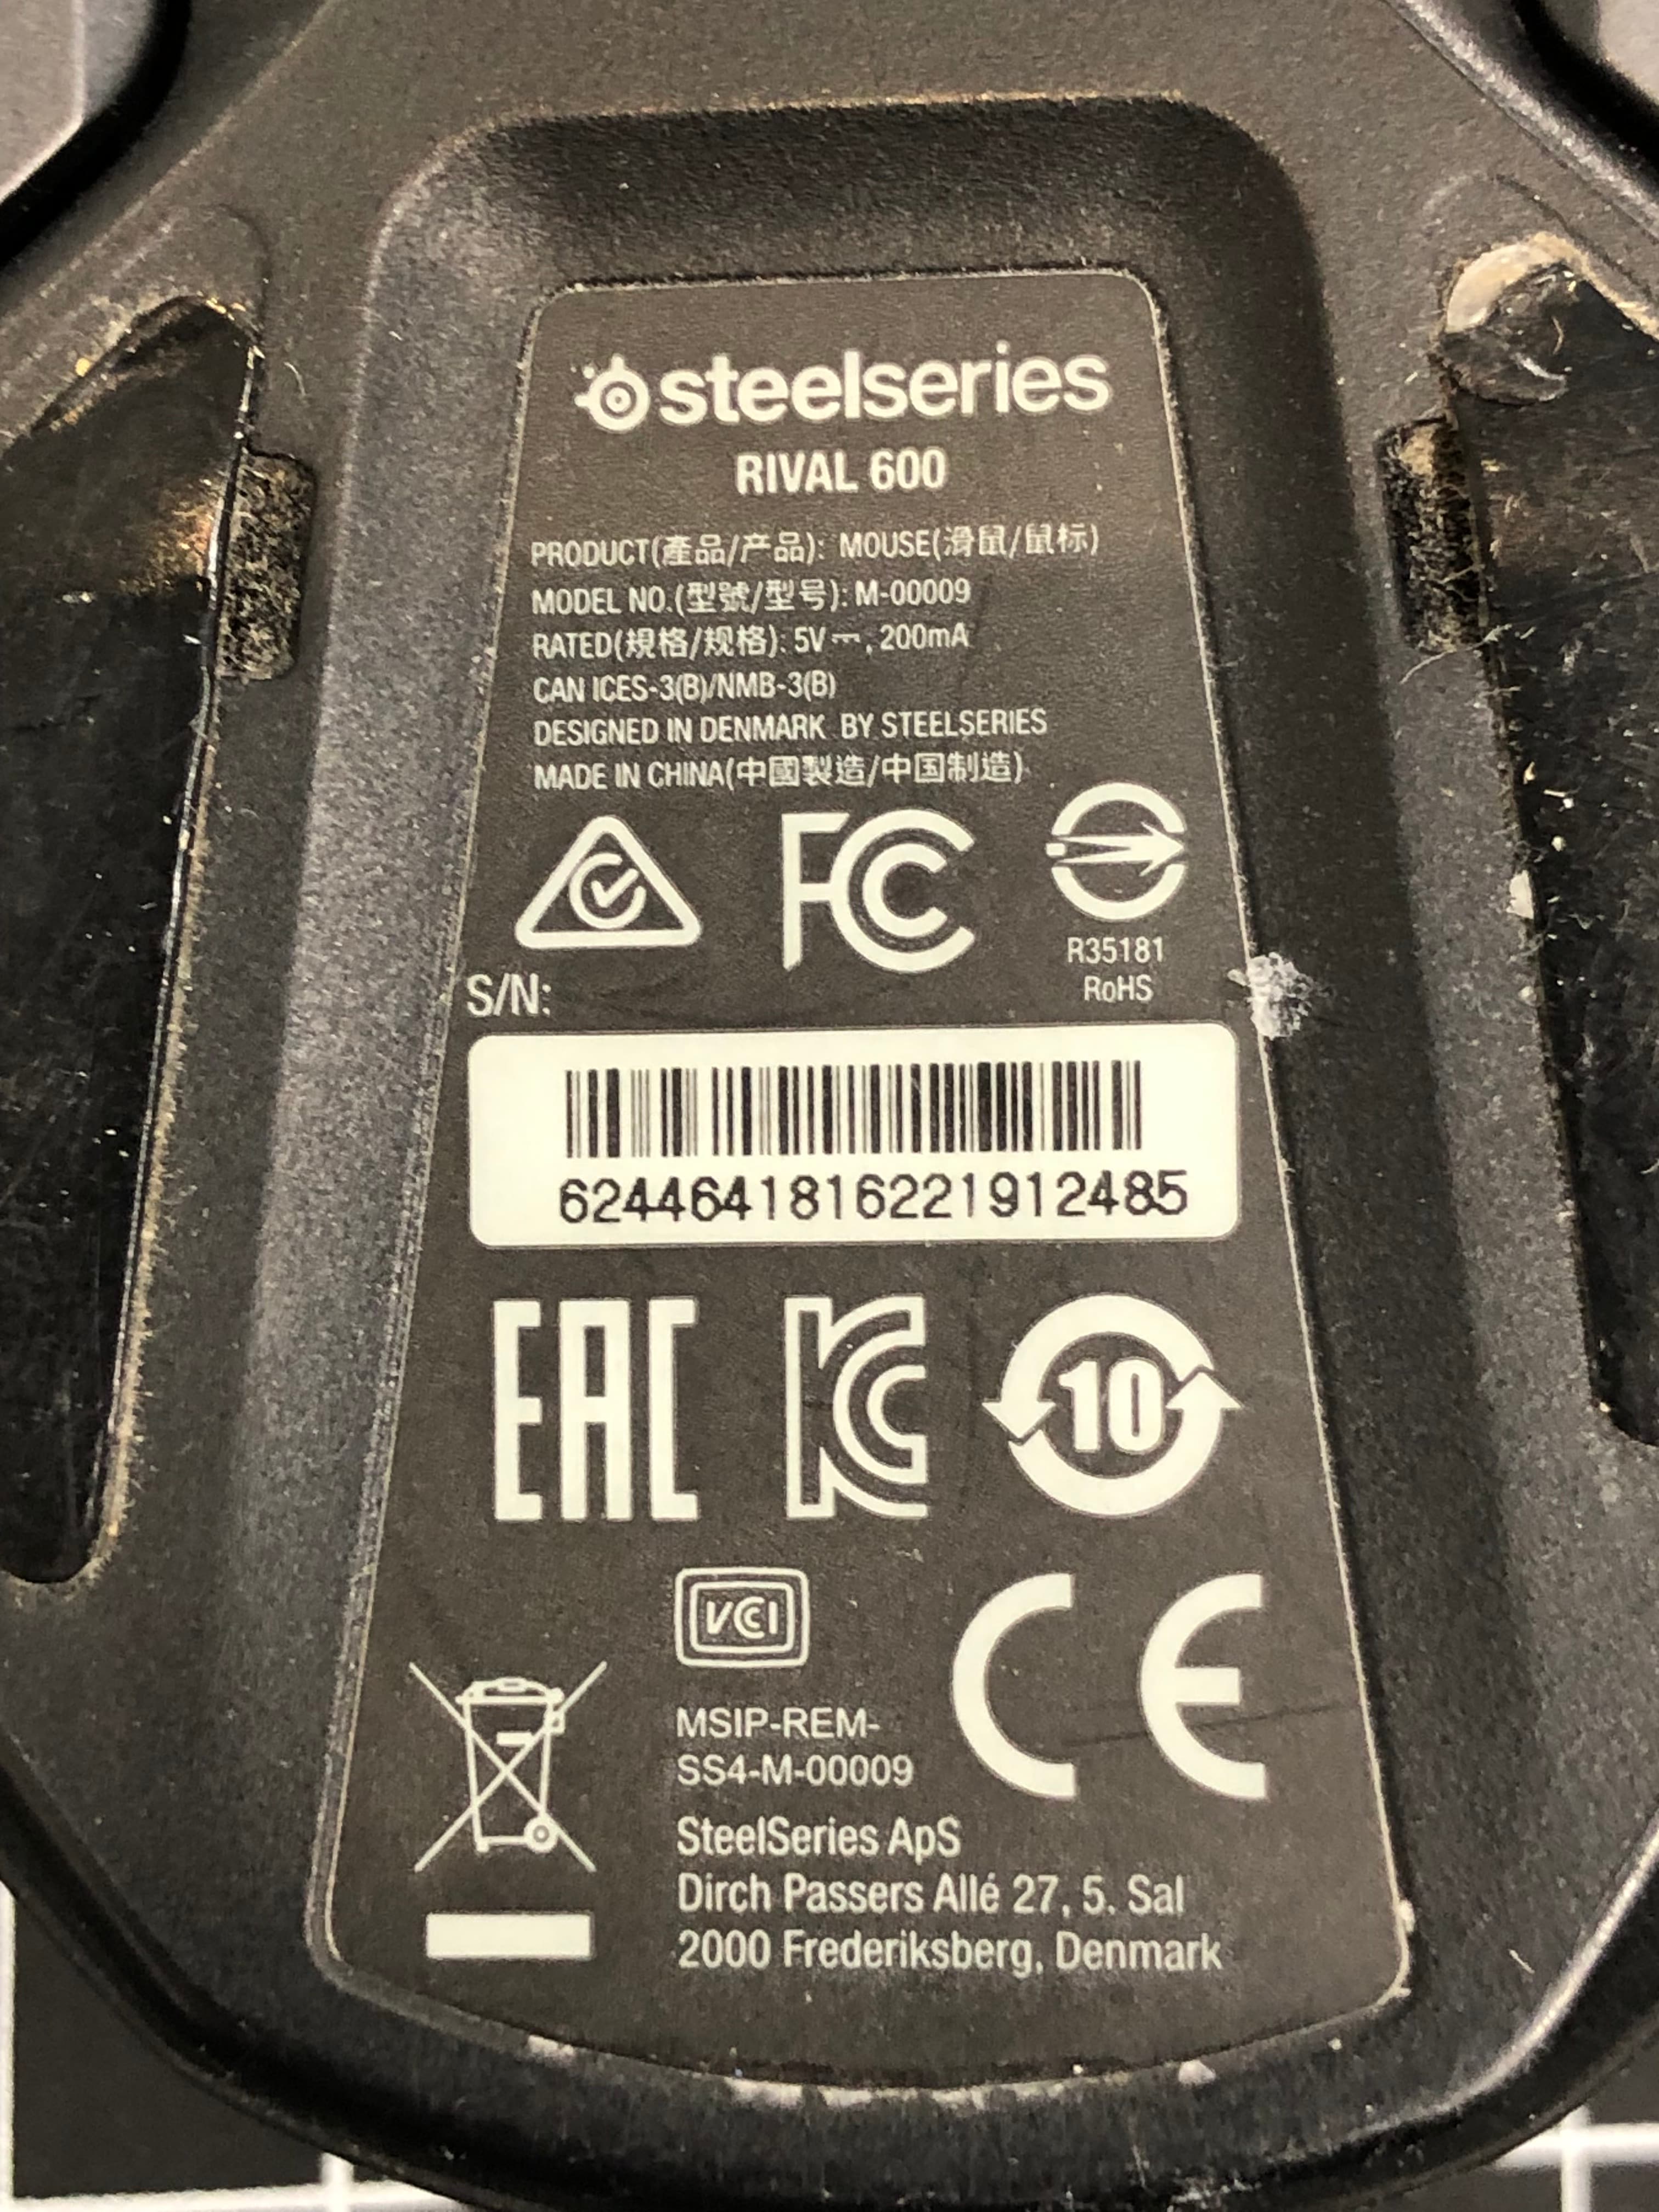 steelseries
RIVAL 600
PRODUCT(產品/产品): MOUSE(滑鼠/鼠标)
MODEL NO.(型號/型号): M-00009
RATED(規格/规格): 5V⎓, 200mA
CAN ICES-3(B)/NMB-3(B)
DESIGNED IN DENMARK BY STEELSERIES
MADE IN CHINA(中國製造/中国制造)
FC
R35181
RoHS
S/N:
6244641816221912485
EAC KC 10
VCCI CE
MSIP-REM-
SS4-M-00009
SteelSeries ApS
Dirch Passers Allé 27, 5. Sal
2000 Frederiksberg, Denmark